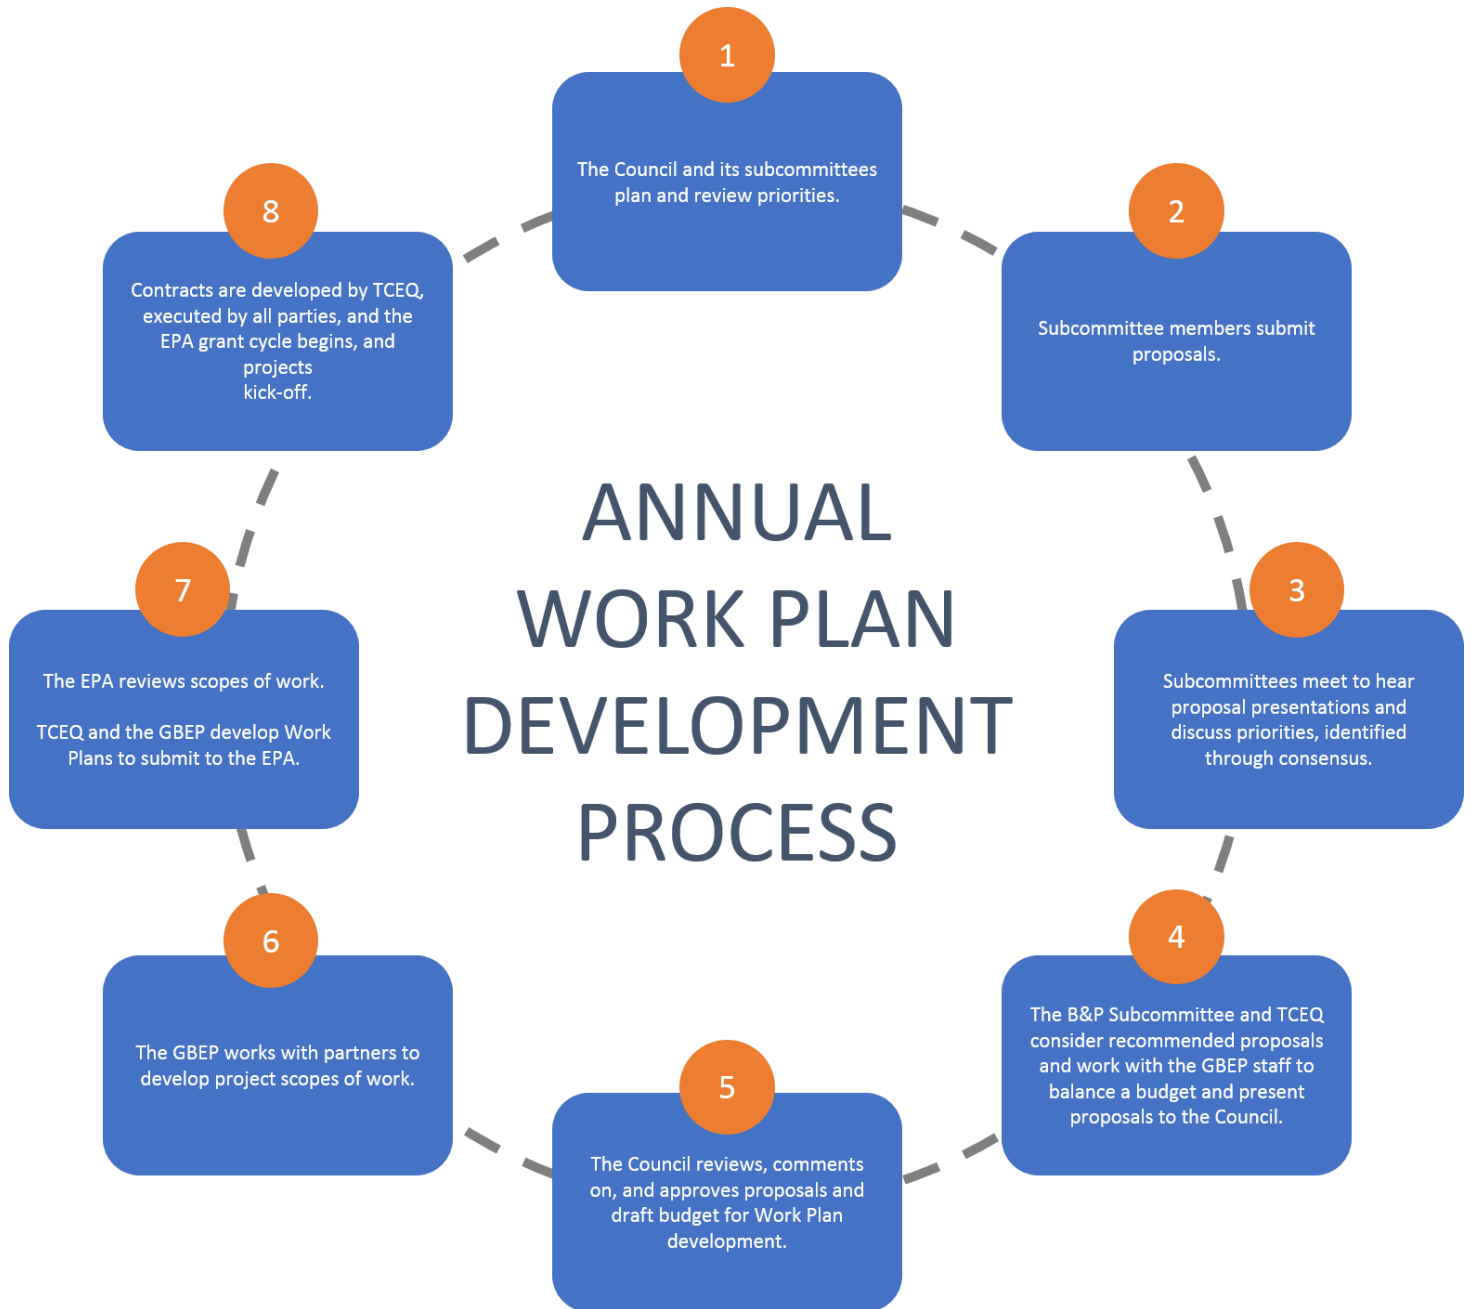 1
The Council and its subcommittees
plan and review priorities.
2
Subcommittee members submit
proposals.
3
Subcommittees meet to hear
proposal presentations and
discuss priorities, identified
through consensus.
4
The B&P Subcommittee and TCEQ
consider recommended proposals
and work with the GBEP staff to
balance a budget and present
proposals to the Council.
5
The Council reviews, comments
on, and approves proposals and
draft budget for Work Plan
development.
6
The GBEP works with partners to
develop project scopes of work.
7
The EPA reviews scopes of work.
TCEQ and the GBEP develop Work
Plans to submit to the EPA.
8
Contracts are developed by TCEQ,
executed by all parties, and the
EPA grant cycle begins, and
projects
kick-off.
ANNUAL
WORK PLAN
DEVELOPMENT
PROCESS